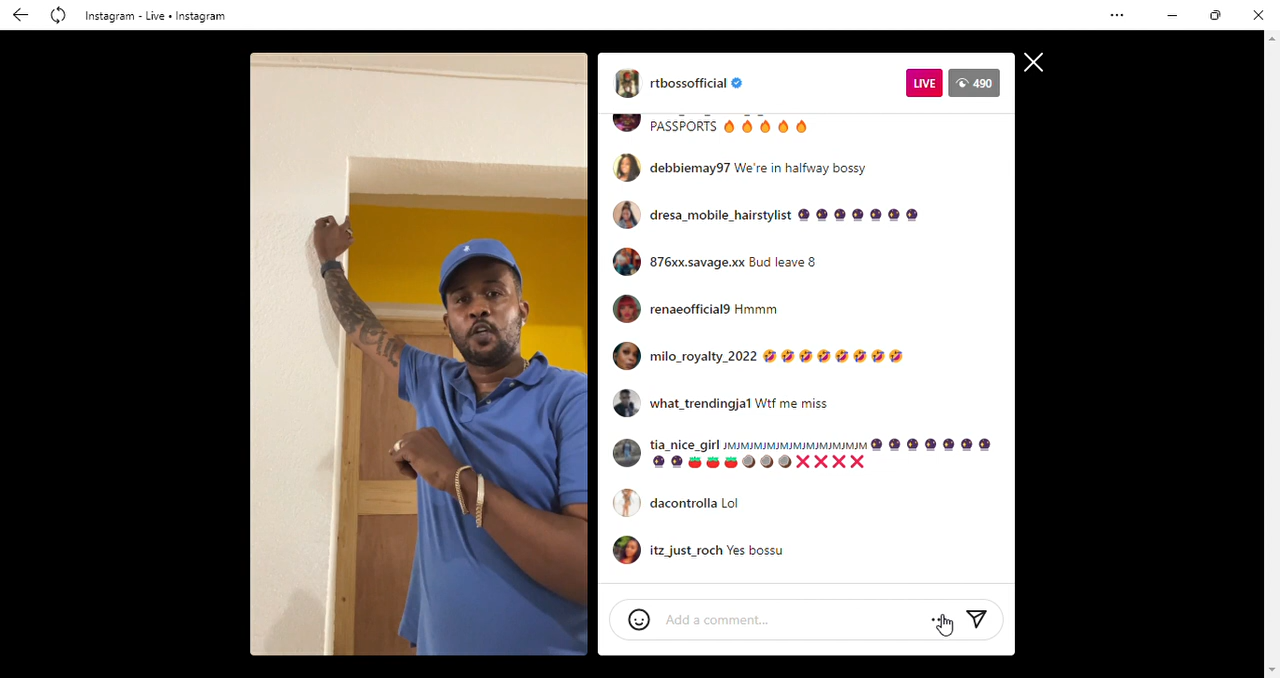 Instagram - Live • Instagram
rtbossofficial
LIVE 490
PASSPORTS 🔥 🔥 🔥 🔥 🔥
debbiemay97 We're in halfway bossy
dresa_mobile_hairstylist 🔮 🔮 🔮 🔮 🔮 🔮 🔮
876xx.savage.xx Bud leave 8
renaeofficial9 Hmmm
milo_royalty_2022 🤣 🤣 🤣 🤣 🤣 🤣 🤣 🤣
what_trendingja1 Wtf me miss
tia_nice_girl JMJMJMJMJMJMJMJMJMJMJM 🔮 🔮 🔮 🔮 🔮 🔮 🔮
🔮 🔮 🍅 🍅 🍅 🥥 🥥 🥥 ❌ ❌ ❌ ❌
dacontrolla Lol
itz_just_roch Yes bossu
Add a comment...